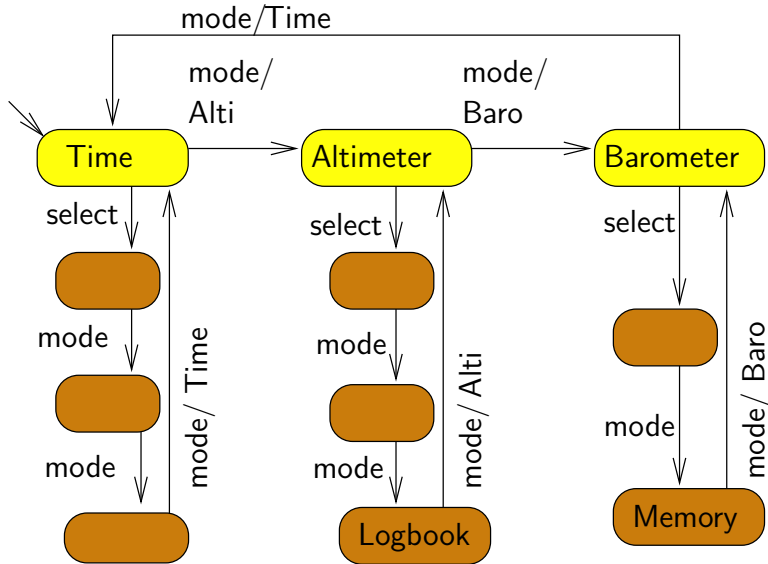 mode/Time
mode/
Alti
mode/
Baro
Time
Altimeter
Barometer
select
select
select
mode
mode/ Time
mode
mode/ Alti
mode
mode/ Baro
mode
mode
Logbook
Memory